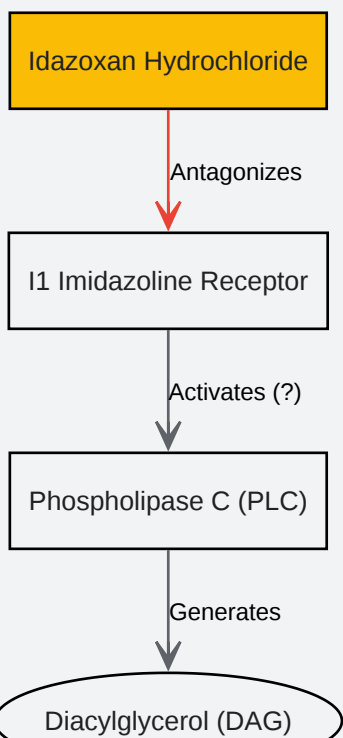 Idazoxan Hydrochloride
Antagonizes
I1 Imidazoline Receptor
Activates (?)
Phospholipase C (PLC)
Generates
Diacylglycerol (DAG)